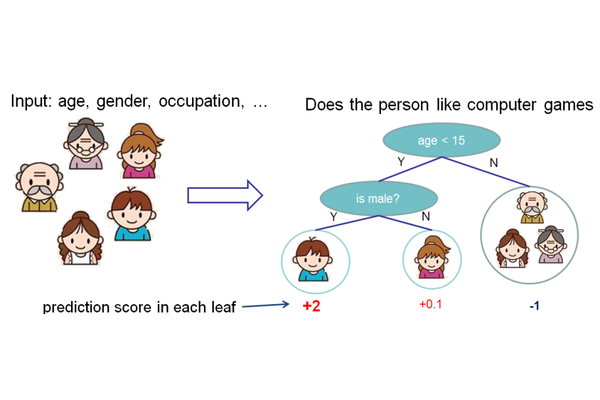 Input: age, gender, occupation, …
Does the person like computer games
age < 15
Y
N
is male?
Y
N
prediction score in each leaf
+2
+0.1
-1